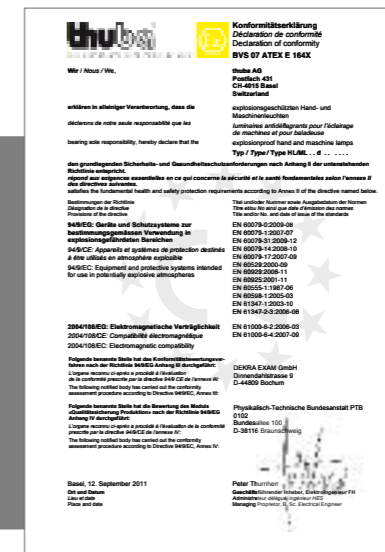 thuba
Konformitätserklärung
Déclaration de conformité
Declaration of conformity
BVS 07 ATEX E 164X
Wir / Nous / We,
thuba AG
Postfach 431
CH-4015 Basel
Switzerland
erklären in alleiniger Verantwortung, dass die
explosionsgeschützten Hand- und
Maschinenleuchten
déclarons de notre seule responsabilité que les
luminaires antidéflagrants pour l'éclairage
de machines et pour baladeuse
bearing sole responsibility, hereby declare that the
explosionproof hand and machine lamps
Typ / Type / Type HL/ML . . d . . . . . .
den grundlegenden Sicherheits- und Gesundheitsschutzanforderungen nach Anhang II der untenstehenden
Richtlinie entspricht.
répond aux exigences essentielles en ce qui concerne la sécurité et la santé fondamentales selon l'annexe II
des directives suivantes.
satisfies the fundamental health and safety protection requirements according to Annex II of the directive named below.
Bestimmungen der Richtlinie
Désignation de la directive
Provisions of the directive
Titel und/oder Nummer sowie Ausgabedatum der Normen
Titre et/ou No ainsi que date d'émission des normes
Title and/or No. and date of issue of the standards
94/9/EG: Geräte und Schutzsysteme zur
bestimmungsgemässen Verwendung in
explosionsgefährdeten Bereichen
94/9/CE: Appareils et systèmes de protection destinés
à être utilisés en atmosphère explosible
94/9/EC: Equipment and protective systems intended
for use in potentially explosive atmospheres
EN 60079-0:2009-08
EN 60079-1:2007-07
EN 60079-31:2009-12
EN 60079-14:2008-10
EN 60079-17:2009-09
EN 60529:2000-09
EN 60929:2006-11
EN 60925:2001-11
EN 60555-1:1987-06
EN 60598-1:2005-03
EN 61347-1:2003-10
EN 61347-2-3:2006-08
2004/108/EG: Elektromagnetische Verträglichkeit
2004/108/CE: Compatibilité électromagnétique
2004/108/EC: Electromagnetic compatibility
EN 61000-6-2:2006-03
EN 61000-6-4:2007-09
Folgende benannte Stelle hat das Konformitätsbewertungsver-
fahren nach der Richtlinie 94/9/EG Anhang III durchgeführt:
L'organe reconnu ci-après a procédé à l'évaluation
de la conformité prescrite par la directive 94/9 CE de l'annexe III:
The following notified body has carried out the conformity
assessment procedure according to Directive 94/9/EC, Annex III:
DEKRA EXAM GmbH
Dinnendahlstrasse 9
D-44809 Bochum
Folgende benannte Stelle hat die Bewertung des Moduls
«Qualitätssicherung Produktion» nach der Richtlinie 94/9/EG
Anhang IV durchgeführt:
L'organe reconnu ci-après a procédé à l'évaluation de la conformité
prescrite par la directive 94/9/CE de l'annexe IV:
The following notified body has carried out the conformity
assessment procedure according to Directive 94/9/EC, Annex IV:
Physikalisch-Technische Bundesanstalt PTB
0102
Bundesallee 100
D-38116 Braunschweig
Basel, 12. September 2011
Ort und Datum
Lieu et date
Place and date
Peter Thurnherr
Geschäftsführender Inhaber, Elektroingenieur FH
Administrateur délégué, ingénieur HES
Managing Proprietor, B. Sc. Electrical Engineer